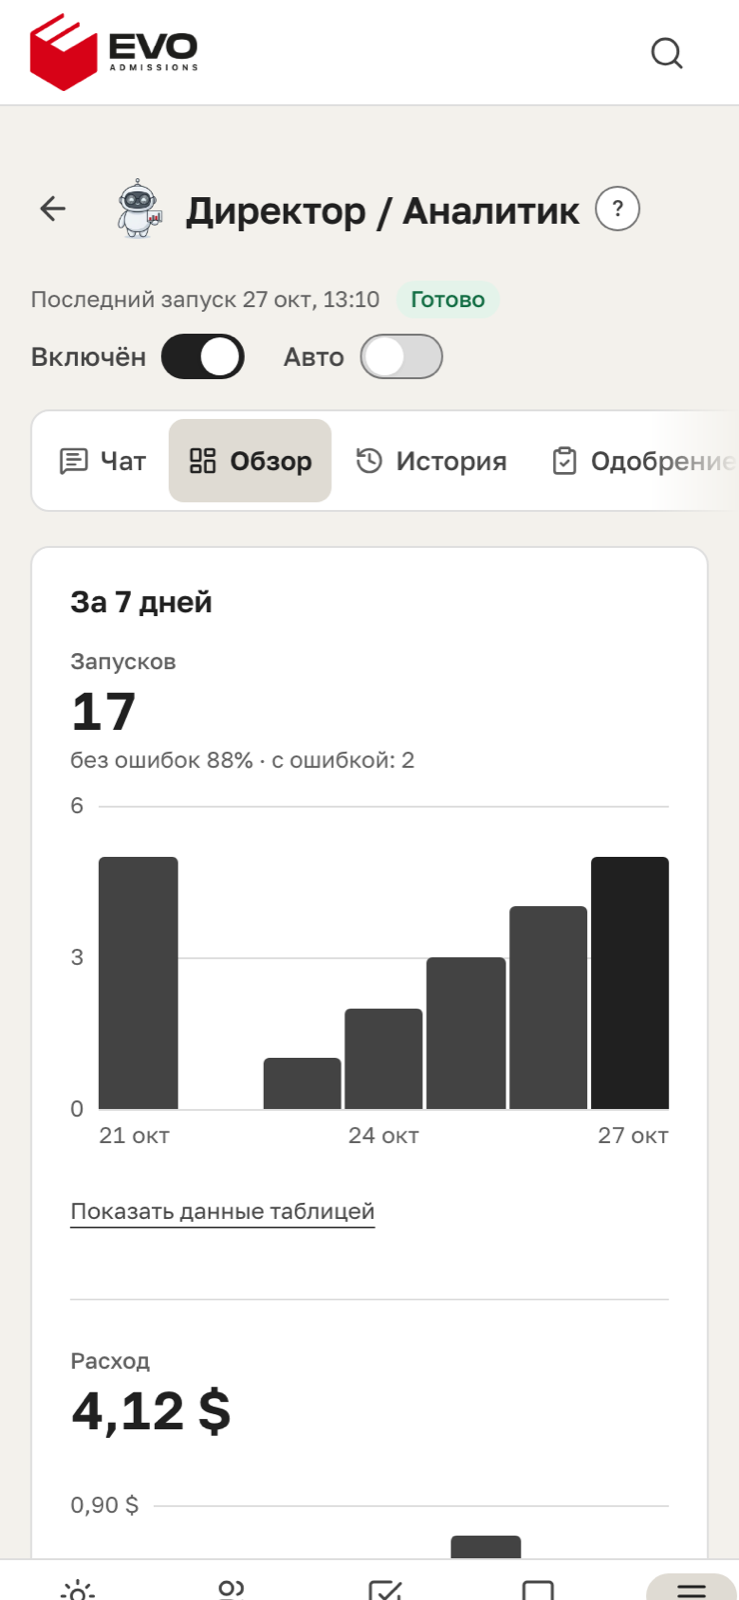 EVO
ADMISSIONS
Директор / Аналитик ?
Последний запуск 27 окт, 13:10 Готово
Включён Авто
Чат Обзор История Одобрение
За 7 дней
Запусков
17
без ошибок 88% · с ошибкой: 2
6
3
0
21 окт 24 окт 27 окт
Показать данные таблицей
Расход
4,12 $
0,90 $